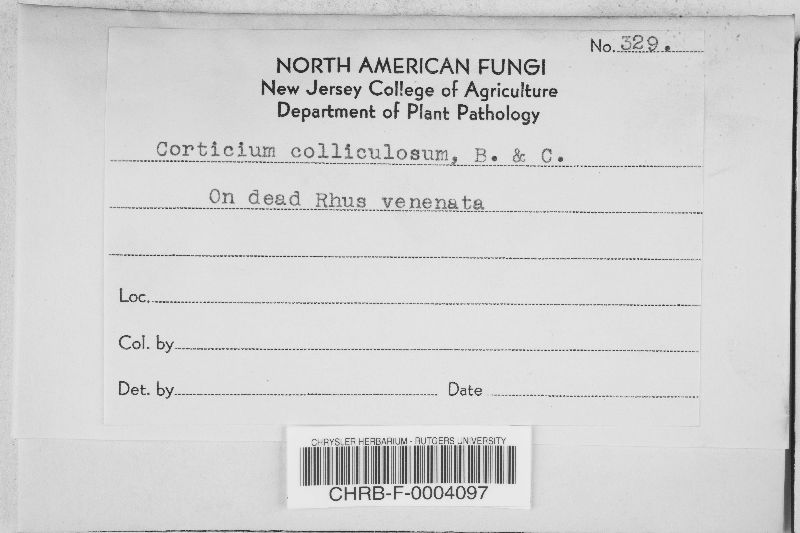 No. 329.
NORTH AMERICAN FUNGI
New Jersey College of Agriculture
Department of Plant Pathology
Corticium colliculosum, B. & C.
On dead Rhus venenata
Loc.
Col. by
Det. by Date
CHRYSLER HERBARIUM - RUTGERS UNIVERSITY
CHRB-F-0004097